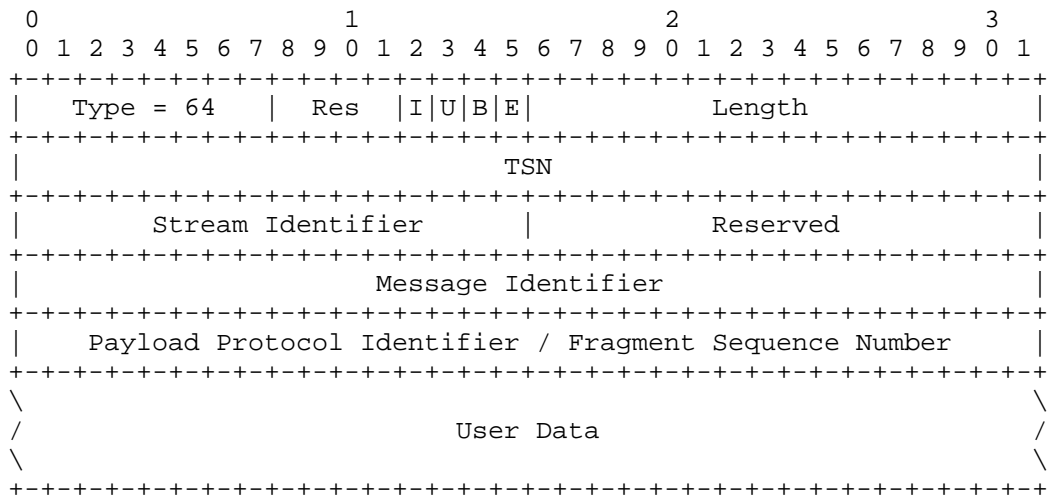 0                   1                   2                   3
 0 1 2 3 4 5 6 7 8 9 0 1 2 3 4 5 6 7 8 9 0 1 2 3 4 5 6 7 8 9 0 1
+-+-+-+-+-+-+-+-+-+-+-+-+-+-+-+-+-+-+-+-+-+-+-+-+-+-+-+-+-+-+-+-+
|   Type = 64   |  Res  |I|U|B|E|           Length              |
+-+-+-+-+-+-+-+-+-+-+-+-+-+-+-+-+-+-+-+-+-+-+-+-+-+-+-+-+-+-+-+-+
|                              TSN                              |
+-+-+-+-+-+-+-+-+-+-+-+-+-+-+-+-+-+-+-+-+-+-+-+-+-+-+-+-+-+-+-+-+
|        Stream Identifier      |           Reserved            |
+-+-+-+-+-+-+-+-+-+-+-+-+-+-+-+-+-+-+-+-+-+-+-+-+-+-+-+-+-+-+-+-+
|                      Message Identifier                       |
+-+-+-+-+-+-+-+-+-+-+-+-+-+-+-+-+-+-+-+-+-+-+-+-+-+-+-+-+-+-+-+-+
|    Payload Protocol Identifier / Fragment Sequence Number     |
+-+-+-+-+-+-+-+-+-+-+-+-+-+-+-+-+-+-+-+-+-+-+-+-+-+-+-+-+-+-+-+-+
\                                                               \
/                           User Data                           /
\                                                               \
+-+-+-+-+-+-+-+-+-+-+-+-+-+-+-+-+-+-+-+-+-+-+-+-+-+-+-+-+-+-+-+-+